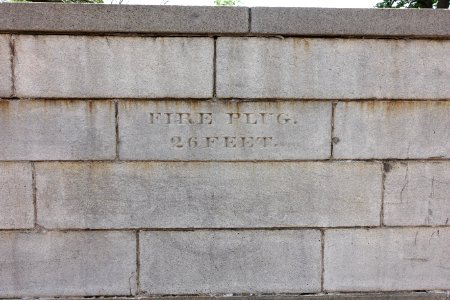 FIRE PLUG.
26 FEET.